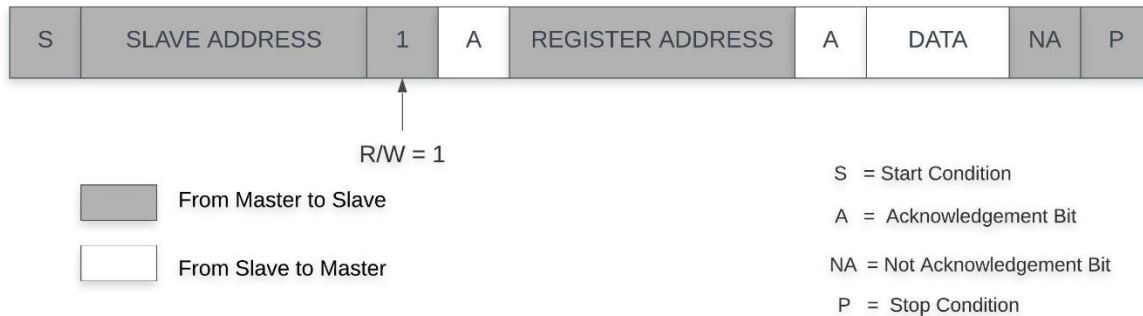 S SLAVE ADDRESS 1 A REGISTER ADDRESS A DATA NA P
R/W = 1
From Master to Slave
From Slave to Master
S = Start Condition
A = Acknowledgement Bit
NA = Not Acknowledgement Bit
P = Stop Condition